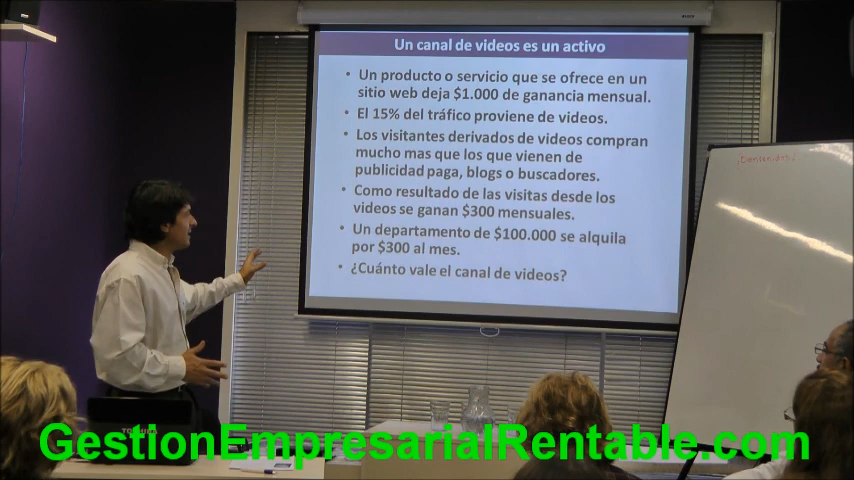 Un canal de videos es un activo
• Un producto o servicio que se ofrece en un
sitio web deja $1.000 de ganancia mensual.
• El 15% del tráfico proviene de videos.
• Los visitantes derivados de videos compran
mucho mas que los que vienen de
publicidad paga, blogs o buscadores.
• Como resultado de las visitas desde los
videos se ganan $300 mensuales.
• Un departamento de $100.000 se alquila
por $300 al mes.
• ¿Cuánto vale el canal de videos?
TOSHIBA
GestionEmpresarialRentable.com